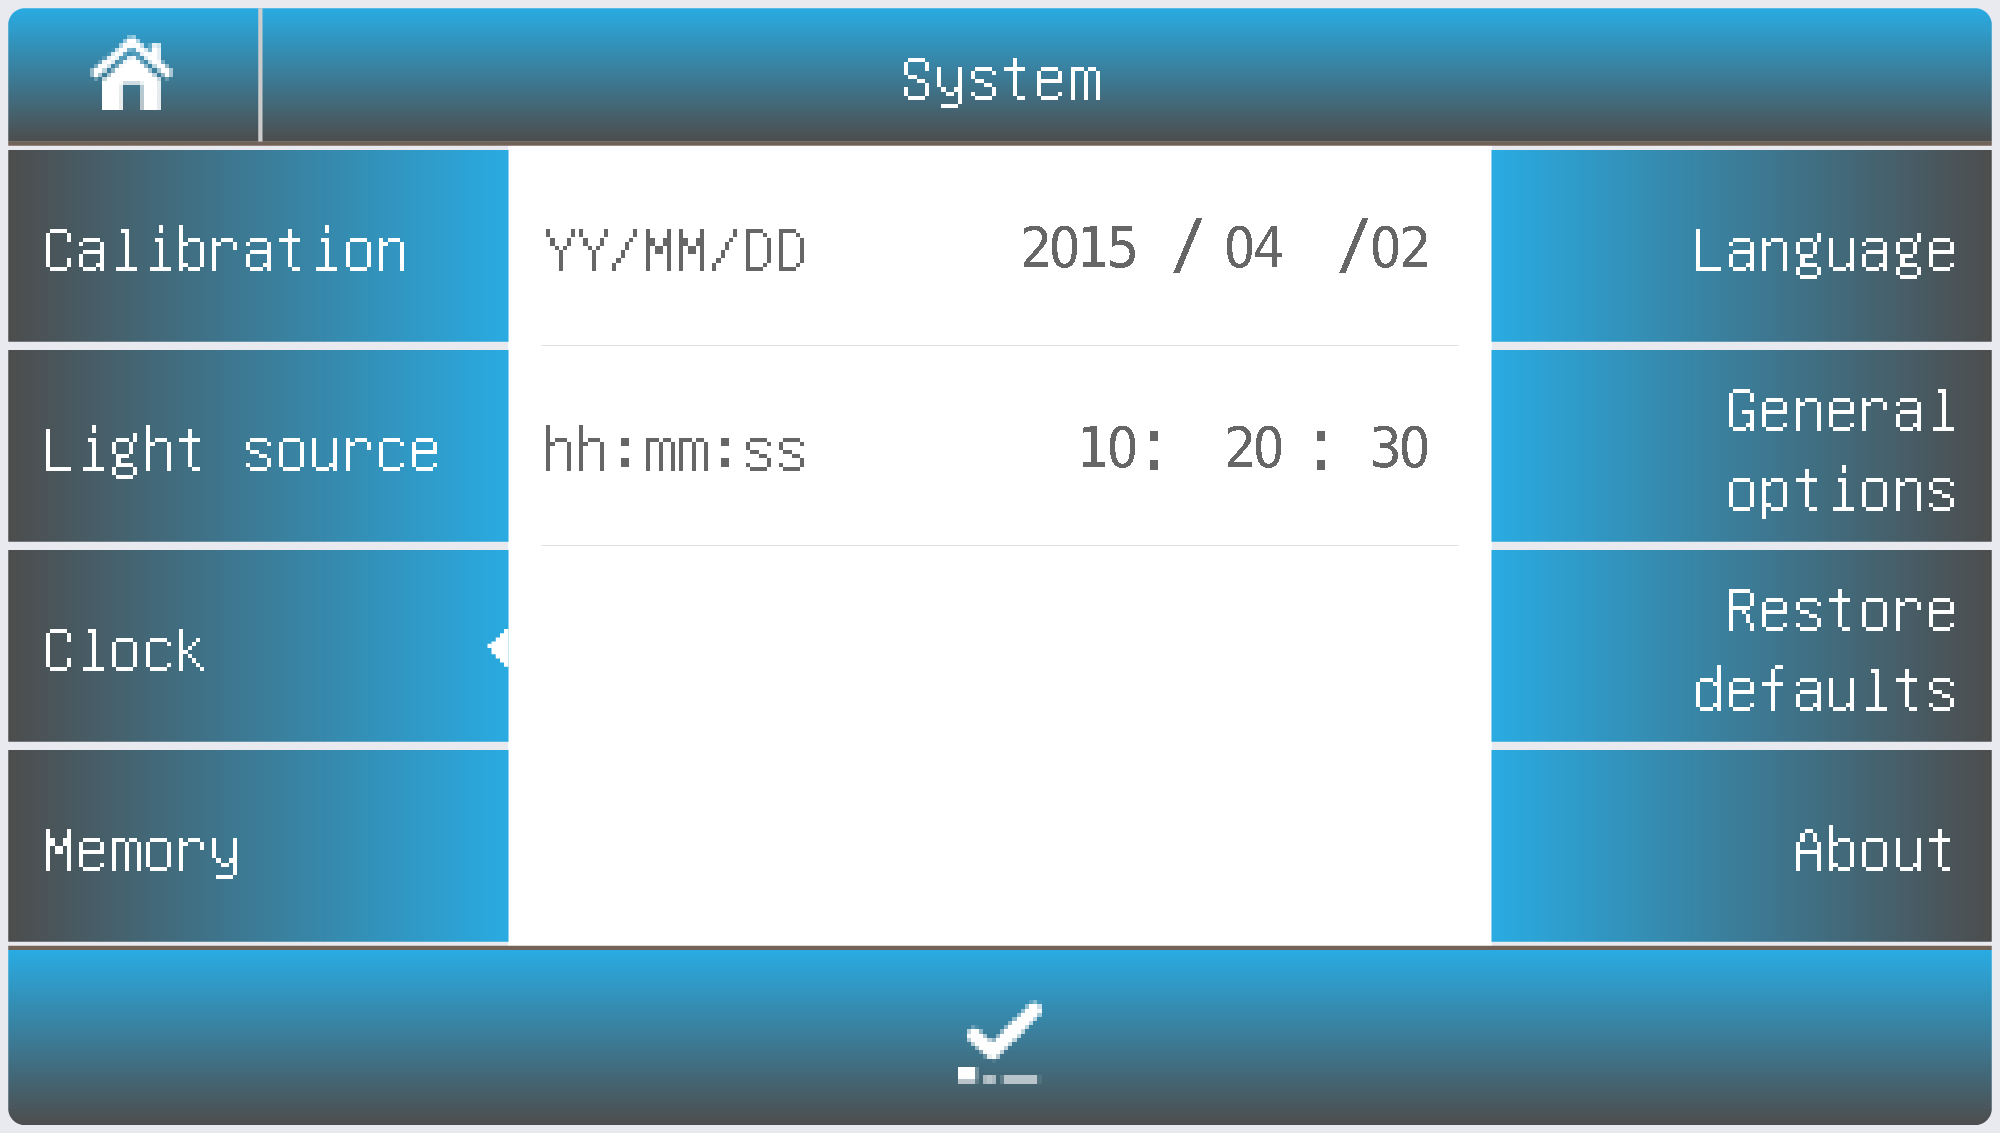 System
Calibration
Light source
Clock
Memory
YY/MM/DD 2015 / 04 /02
hh:mm:ss 10: 20 : 30
Language
General
options
Restore
defaults
About